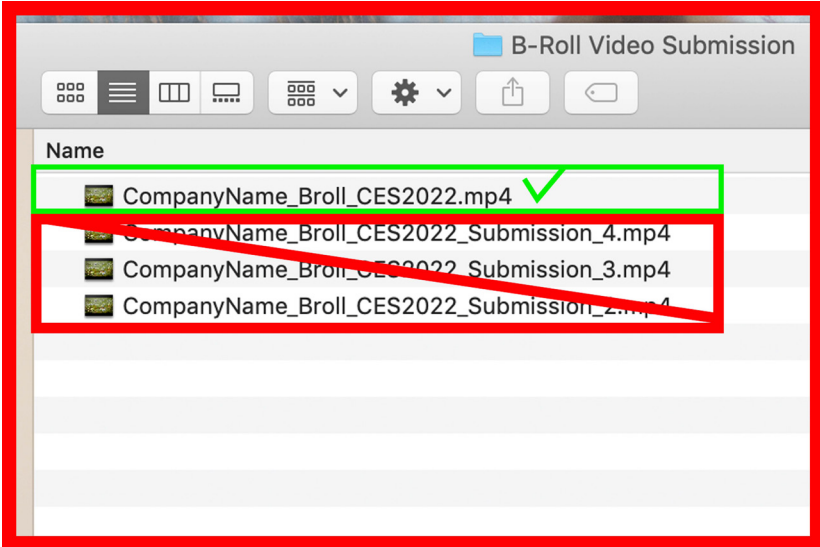 B-Roll Video Submission
Name
CompanyName_Broll_CES2022.mp4
CompanyName_Broll_CES2022_Submission_4.mp4
CompanyName_Broll_CES2022_Submission_3.mp4
CompanyName_Broll_CES2022_Submission_2.mp4